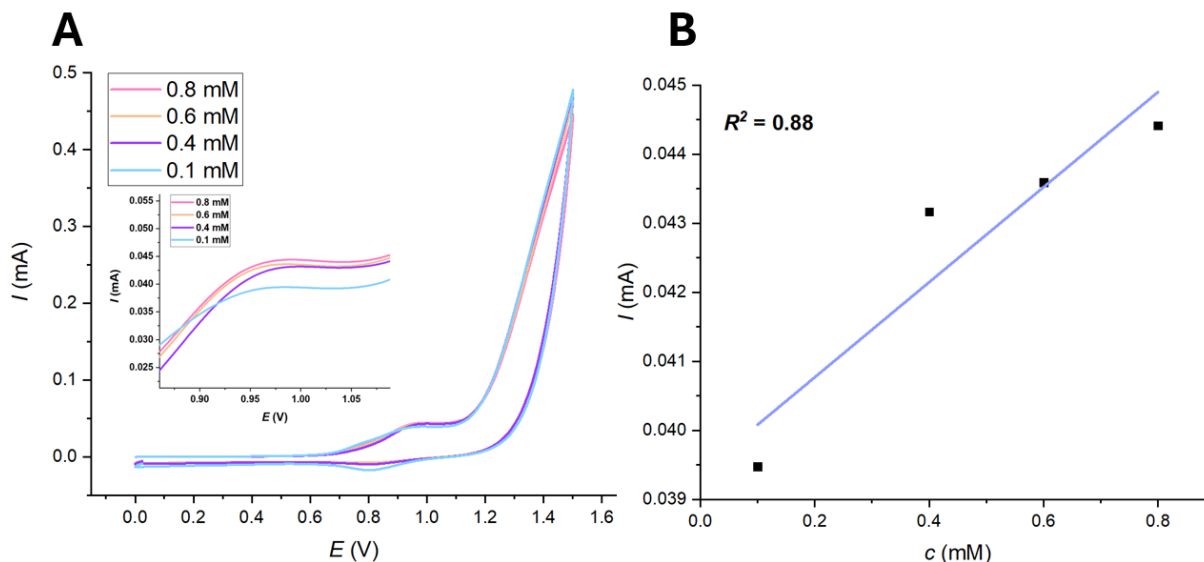 A
0.8 mM
0.6 mM
0.4 mM
0.1 mM
0.5
0.4
0.3
0.2
0.1
0.0
I (mA)
0.0 0.2 0.4 0.6 0.8 1.0 1.2 1.4 1.6
E (V)
0.8 mM
0.6 mM
0.4 mM
0.1 mM
0.055
0.050
0.045
0.040
0.035
0.030
0.025
I (mA)
0.90 0.95 1.00 1.05
E (V)
B
R² = 0.88
0.045
0.044
0.043
0.042
0.041
0.040
0.039
I (mA)
0.0 0.2 0.4 0.6 0.8
c (mM)